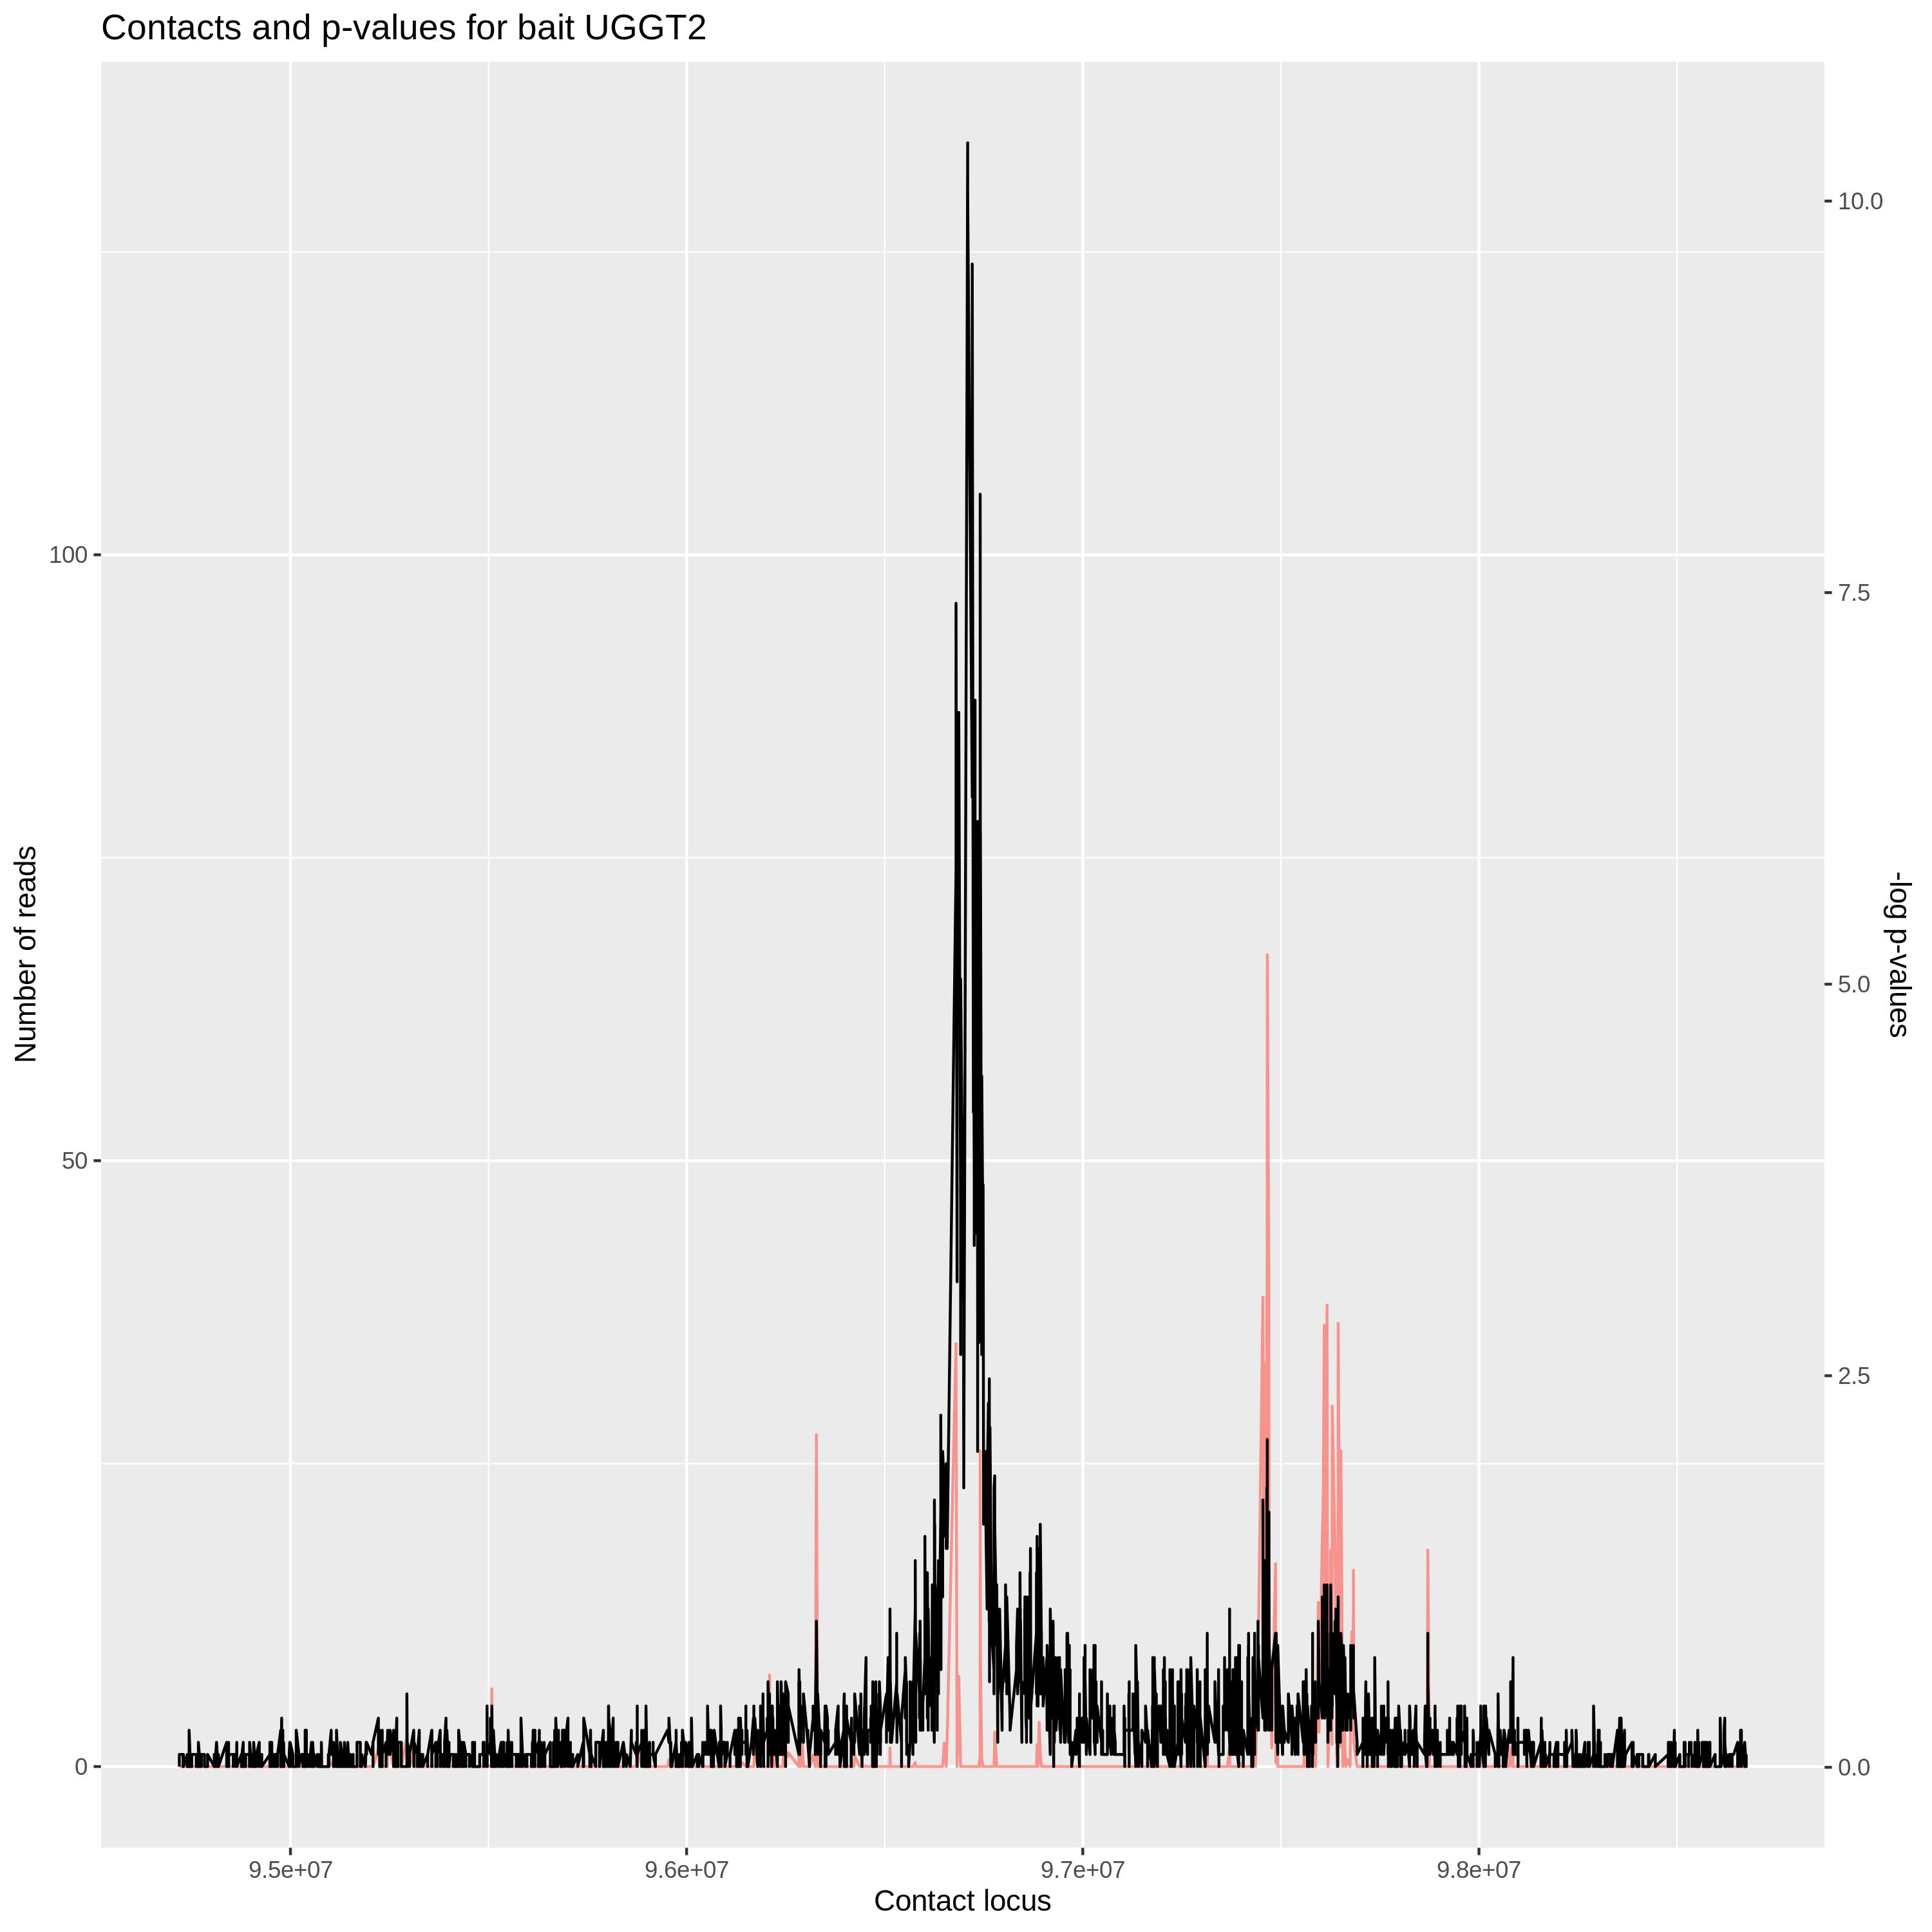 Contacts and p-values for bait UGGT2
Number of reads
100
50
0
10.0
7.5
5.0
2.5
0.0
-log p-values
9.5e+07
9.6e+07
9.7e+07
9.8e+07
Contact locus